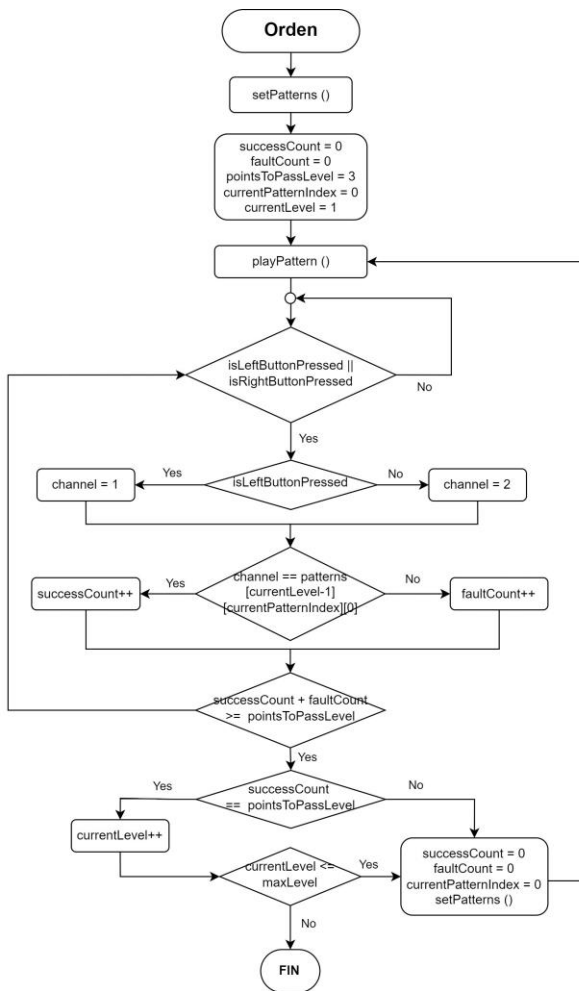 Orden
setPatterns ()
successCount = 0
faultCount = 0
pointsToPassLevel = 3
currentPatternIndex = 0
currentLevel = 1
playPattern ()
isLeftButtonPressed ||
isRightButtonPressed
No
Yes
Yes
isLeftButtonPressed
No
channel = 1
channel = 2
Yes
channel == patterns
[currentLevel-1]
[currentPatternIndex][0]
No
successCount++
faultCount++
successCount + faultCount
>= pointsToPassLevel
Yes
Yes
successCount
== pointsToPassLevel
No
currentLevel++
currentLevel <=
maxLevel
Yes
successCount = 0
faultCount = 0
currentPatternIndex = 0
setPatterns ()
No
FIN